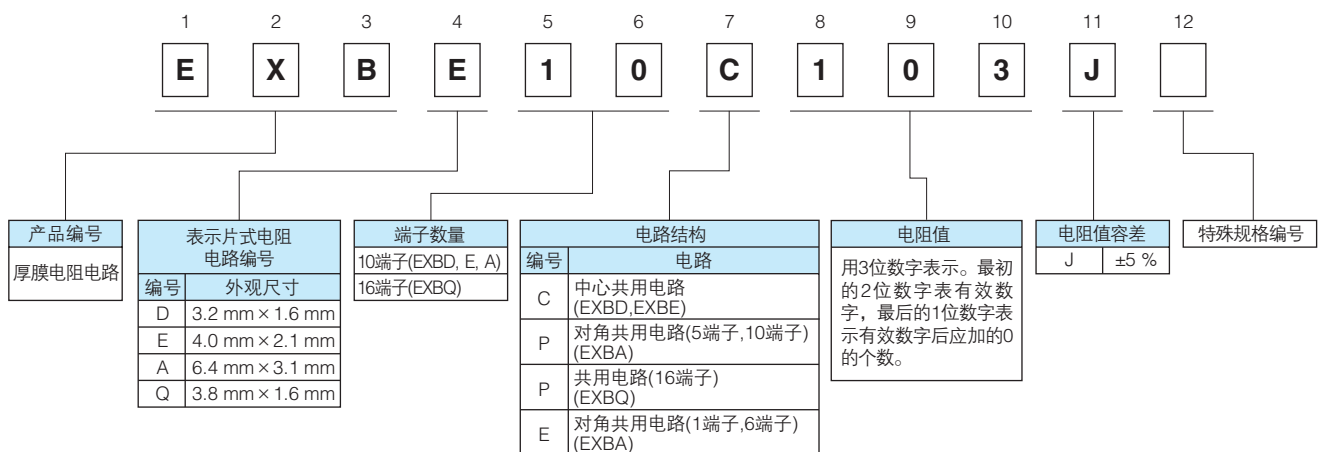 1 2 3 4 5 6 7 8 9 10 11 12
E X B E 1 0 C 1 0 3 J
产品编号
厚膜电阻电路
表示片式电阻
电路编号
编号 外观尺寸
D 3.2 mm × 1.6 mm
E 4.0 mm × 2.1 mm
A 6.4 mm × 3.1 mm
Q 3.8 mm × 1.6 mm
端子数量
10端子(EXBD, E, A)
16端子(EXBQ)
电路结构
编号 电路
C 中心共用电路
(EXBD,EXBE)
P 对角共用电路(5端子,10端子)
(EXBA)
P 共用电路(16端子)
(EXBQ)
E 对角共用电路(1端子,6端子)
(EXBA)
电阻值
用3位数字表示。最初
的2位数字表有效数
字，最后的1位数字表
示有效数字后应加的0
的个数。
电阻值容差
J ±5 %
特殊规格编号